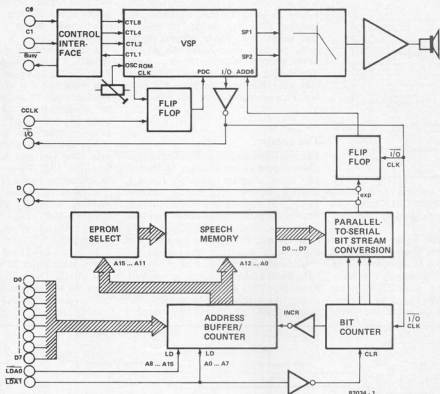 C0
C1
Busy
CONTROL
INTER-
FACE
CTL8
CTL4
CTL2
CTL1
OSC
ROM
CLK
VSP
PDC
I/O
ADD8
SP1
SP2
CCLK
I/O
FLIP
FLOP
FLIP
FLOP
I/O
CLK
D
Y
exp
EPROM
SELECT
SPEECH
MEMORY
PARALLEL-
TO-SERIAL
BIT STREAM
CONVERSION
D0 ... D7
A15 ... A11
A12 ... A0
D0
D7
ADDRESS
BUFFER/
COUNTER
INCR
BIT
COUNTER
I/O
CLK
LD
LD
CLR
A8 ... A15
A0 ... A7
LDA0
LDA1
82034 - 1